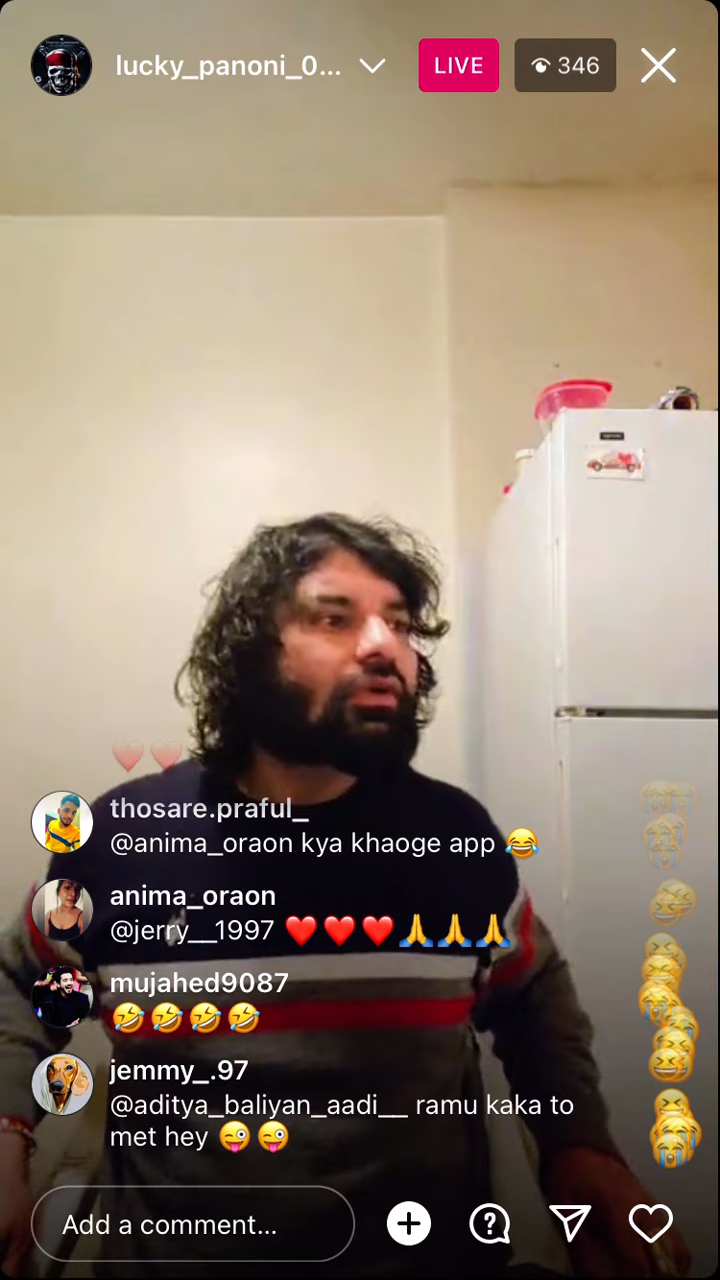 lucky_panoni_0...
LIVE
346
thosare.praful_
@anima_oraon kya khaoge app 😂
anima_oraon
@jerry__1997 ❤️❤️❤️🙏🙏🙏
mujahed9087
🤣🤣🤣🤣
jemmy_.97
@aditya_baliyan_aadi__ ramu kaka to
met hey 😜😜
Add a comment...